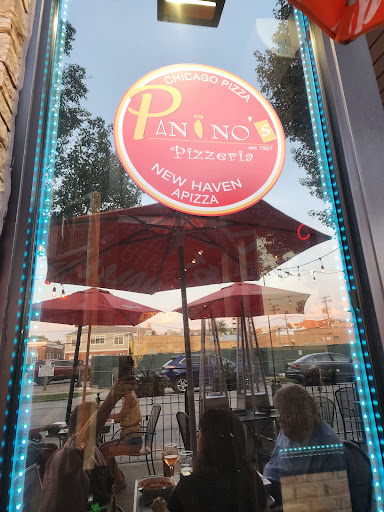 CHICAGO PIZZA
PANiNO'S
est 1997
Pizzeria
NEW HAVEN
APIZZA